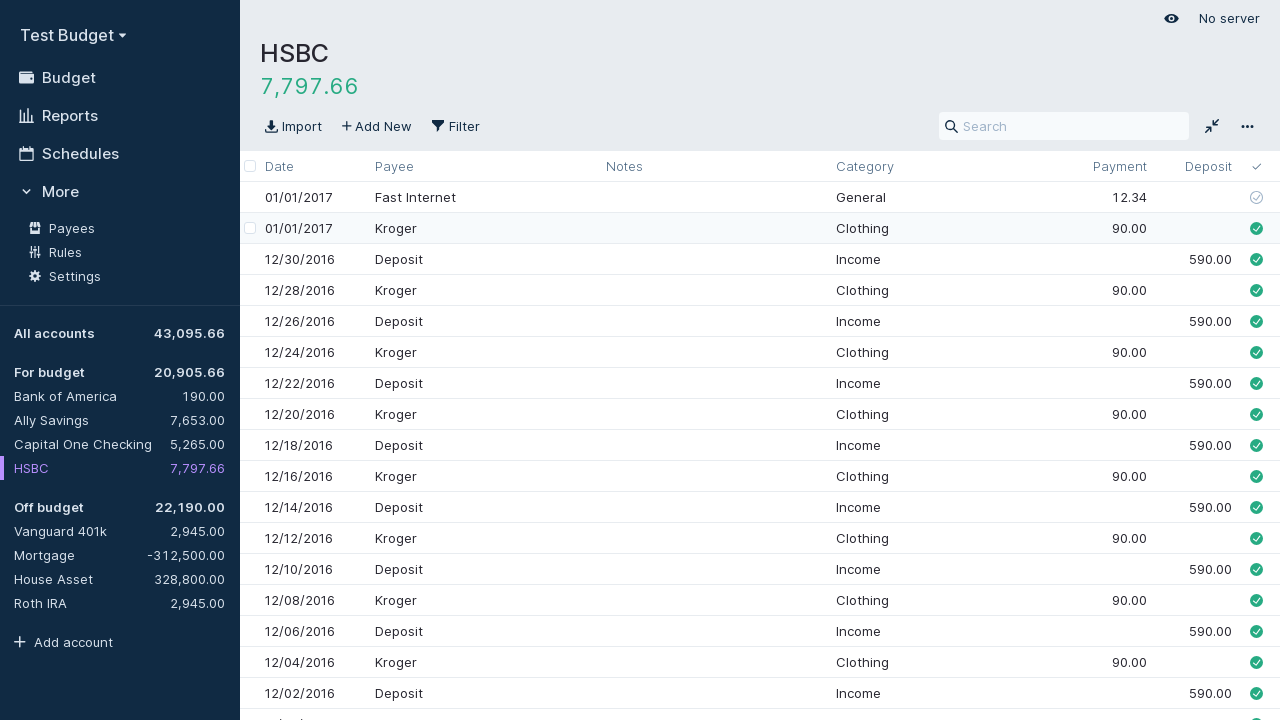 Test Budget
Budget
Reports
Schedules
More
Payees
Rules
Settings
All accounts 43,095.66
For budget 20,905.66
Bank of America 190.00
Ally Savings 7,653.00
Capital One Checking 5,265.00
HSBC 7,797.66
Off budget 22,190.00
Vanguard 401k 2,945.00
Mortgage -312,500.00
House Asset 328,800.00
Roth IRA 2,945.00
Add account
No server
HSBC
7,797.66
Import Add New Filter Search
Date Payee Notes Category Payment Deposit
01/01/2017 Fast Internet General 12.34
01/01/2017 Kroger Clothing 90.00
12/30/2016 Deposit Income 590.00
12/28/2016 Kroger Clothing 90.00
12/26/2016 Deposit Income 590.00
12/24/2016 Kroger Clothing 90.00
12/22/2016 Deposit Income 590.00
12/20/2016 Kroger Clothing 90.00
12/18/2016 Deposit Income 590.00
12/16/2016 Kroger Clothing 90.00
12/14/2016 Deposit Income 590.00
12/12/2016 Kroger Clothing 90.00
12/10/2016 Deposit Income 590.00
12/08/2016 Kroger Clothing 90.00
12/06/2016 Deposit Income 590.00
12/04/2016 Kroger Clothing 90.00
12/02/2016 Deposit Income 590.00